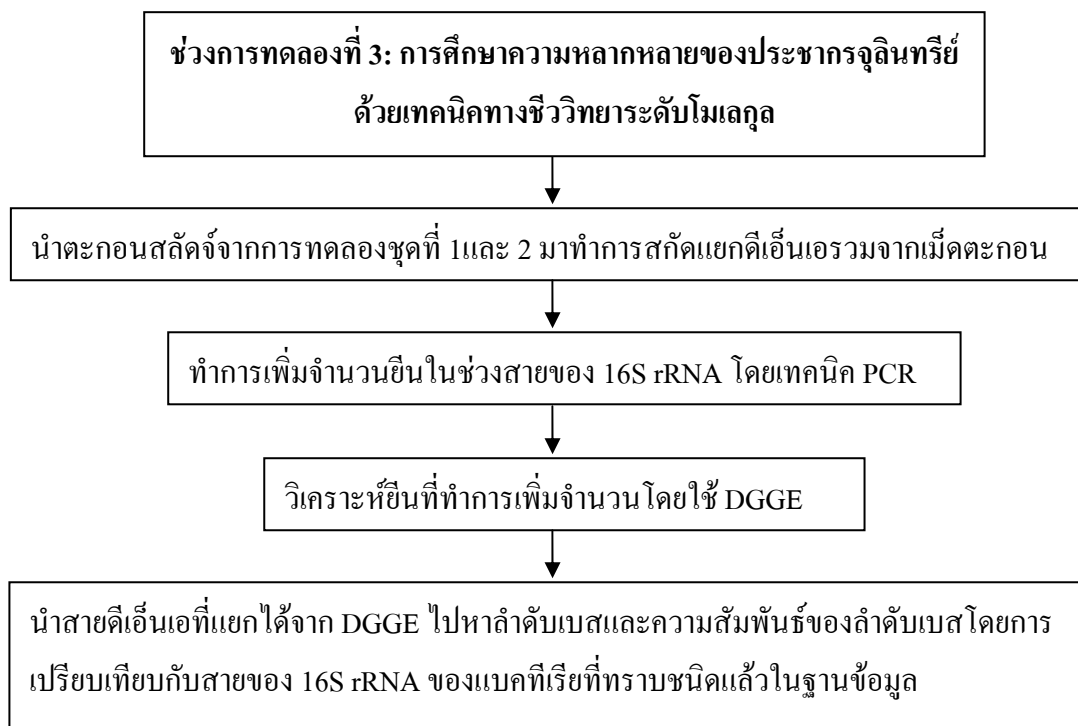 ช่วงการทดลองที่ 3: การศึกษาความหลากหลายของประชากรจุลินทรีย์
ด้วยเทคนิคทางชีววิทยาระดับโมเลกุล
นำตะกอนสลัดจ์จากการทดลองชุดที่ 1และ 2 มาทำการสกัดแยกดีเอ็นเอรวมจากเม็ดตะกอน
ทำการเพิ่มจำนวนยีนในช่วงสายของ 16S rRNA โดยเทคนิค PCR
วิเคราะห์ยีนที่ทำการเพิ่มจำนวนโดยใช้ DGGE
นำสายดีเอ็นเอที่แยกได้จาก DGGE ไปหาลำดับเบสและความสัมพันธ์ของลำดับเบสโดยการ
เปรียบเทียบกับสายของ 16S rRNA ของแบคทีเรียที่ทราบชนิดแล้วในฐานข้อมูล